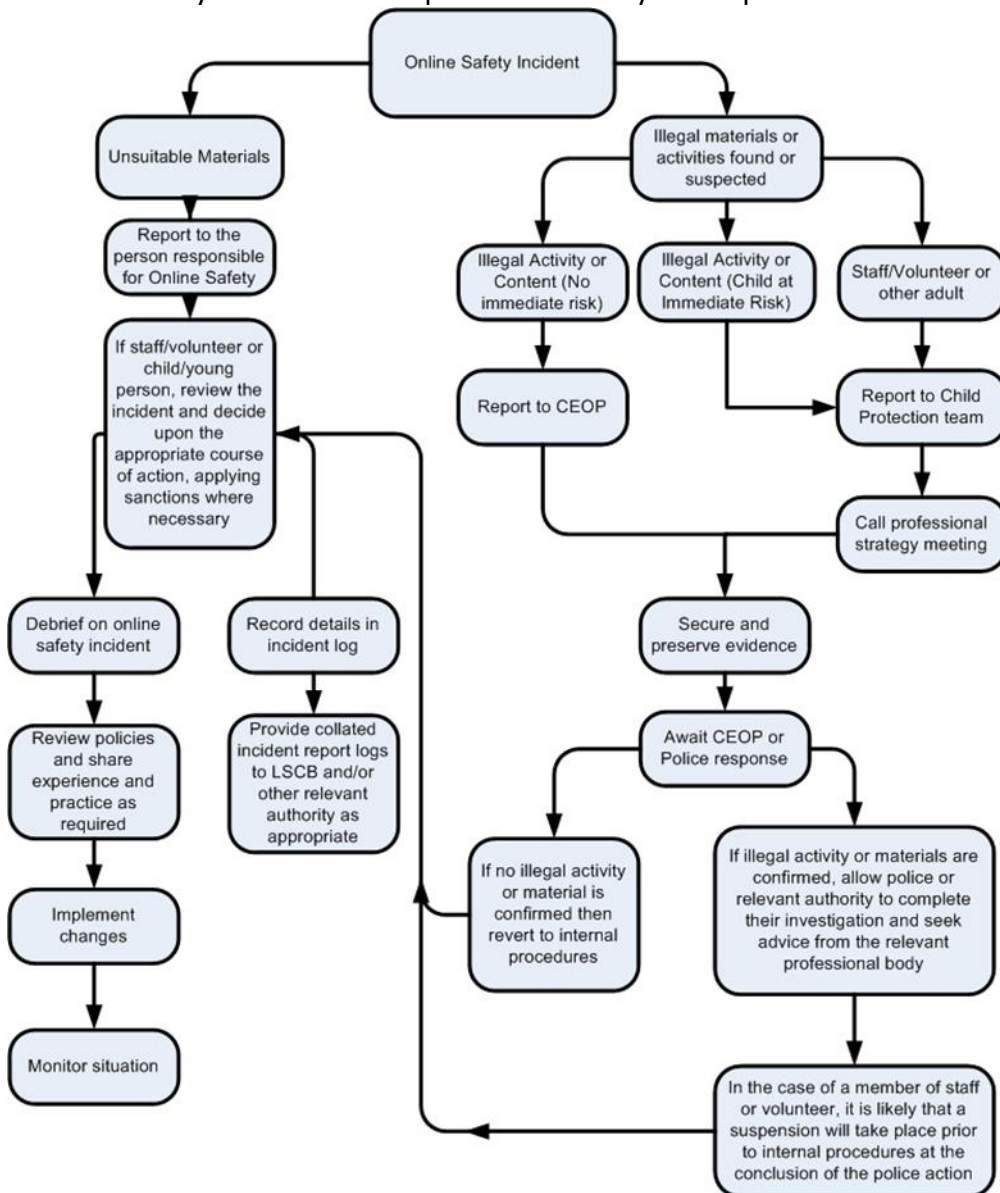 Online Safety Incident
Unsuitable Materials
Report to the
person responsible
for Online Safety
If staff/volunteer or
child/young
person, review the
incident and decide
upon the
appropriate course
of action, applying
sanctions where
necessary
Debrief on online
safety incident
Review policies
and share
experience and
practice as
required
Implement
changes
Monitor situation
Record details in
incident log
Provide collated
incident report logs
to LSCB and/or
other relevant
authority as
appropriate
Illegal materials or
activities found or
suspected
Illegal Activity or
Content (No
immediate risk)
Illegal Activity or
Content (Child at
Immediate Risk)
Staff/Volunteer or
other adult
Report to CEOP
Report to Child
Protection team
Call professional
strategy meeting
Secure and
preserve evidence
Await CEOP or
Police response
If no illegal activity
or material is
confirmed then
revert to internal
procedures
If illegal activity or materials are
confirmed, allow police or
relevant authority to complete
their investigation and seek
advice from the relevant
professional body
In the case of a member of staff
or volunteer, it is likely that a
suspension will take place prior
to internal procedures at the
conclusion of the police action